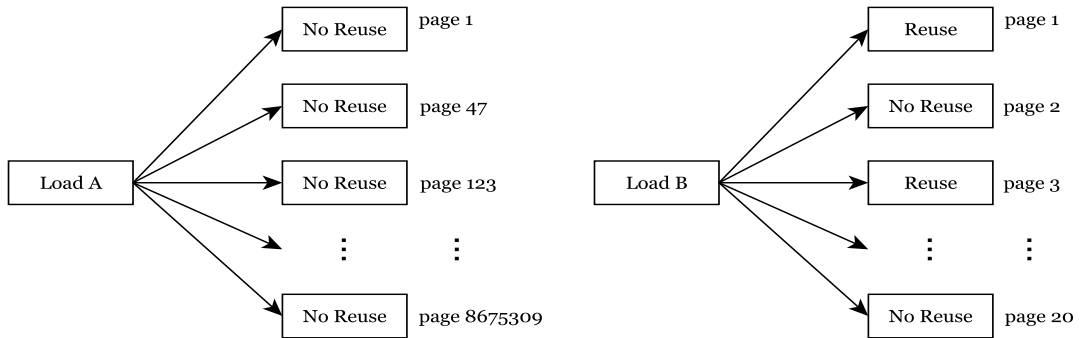 No Reuse page 1
No Reuse page 47
Load A
No Reuse page 123
⋮ ⋮
No Reuse page 8675309
Reuse page 1
No Reuse page 2
Load B
Reuse page 3
⋮ ⋮
No Reuse page 20